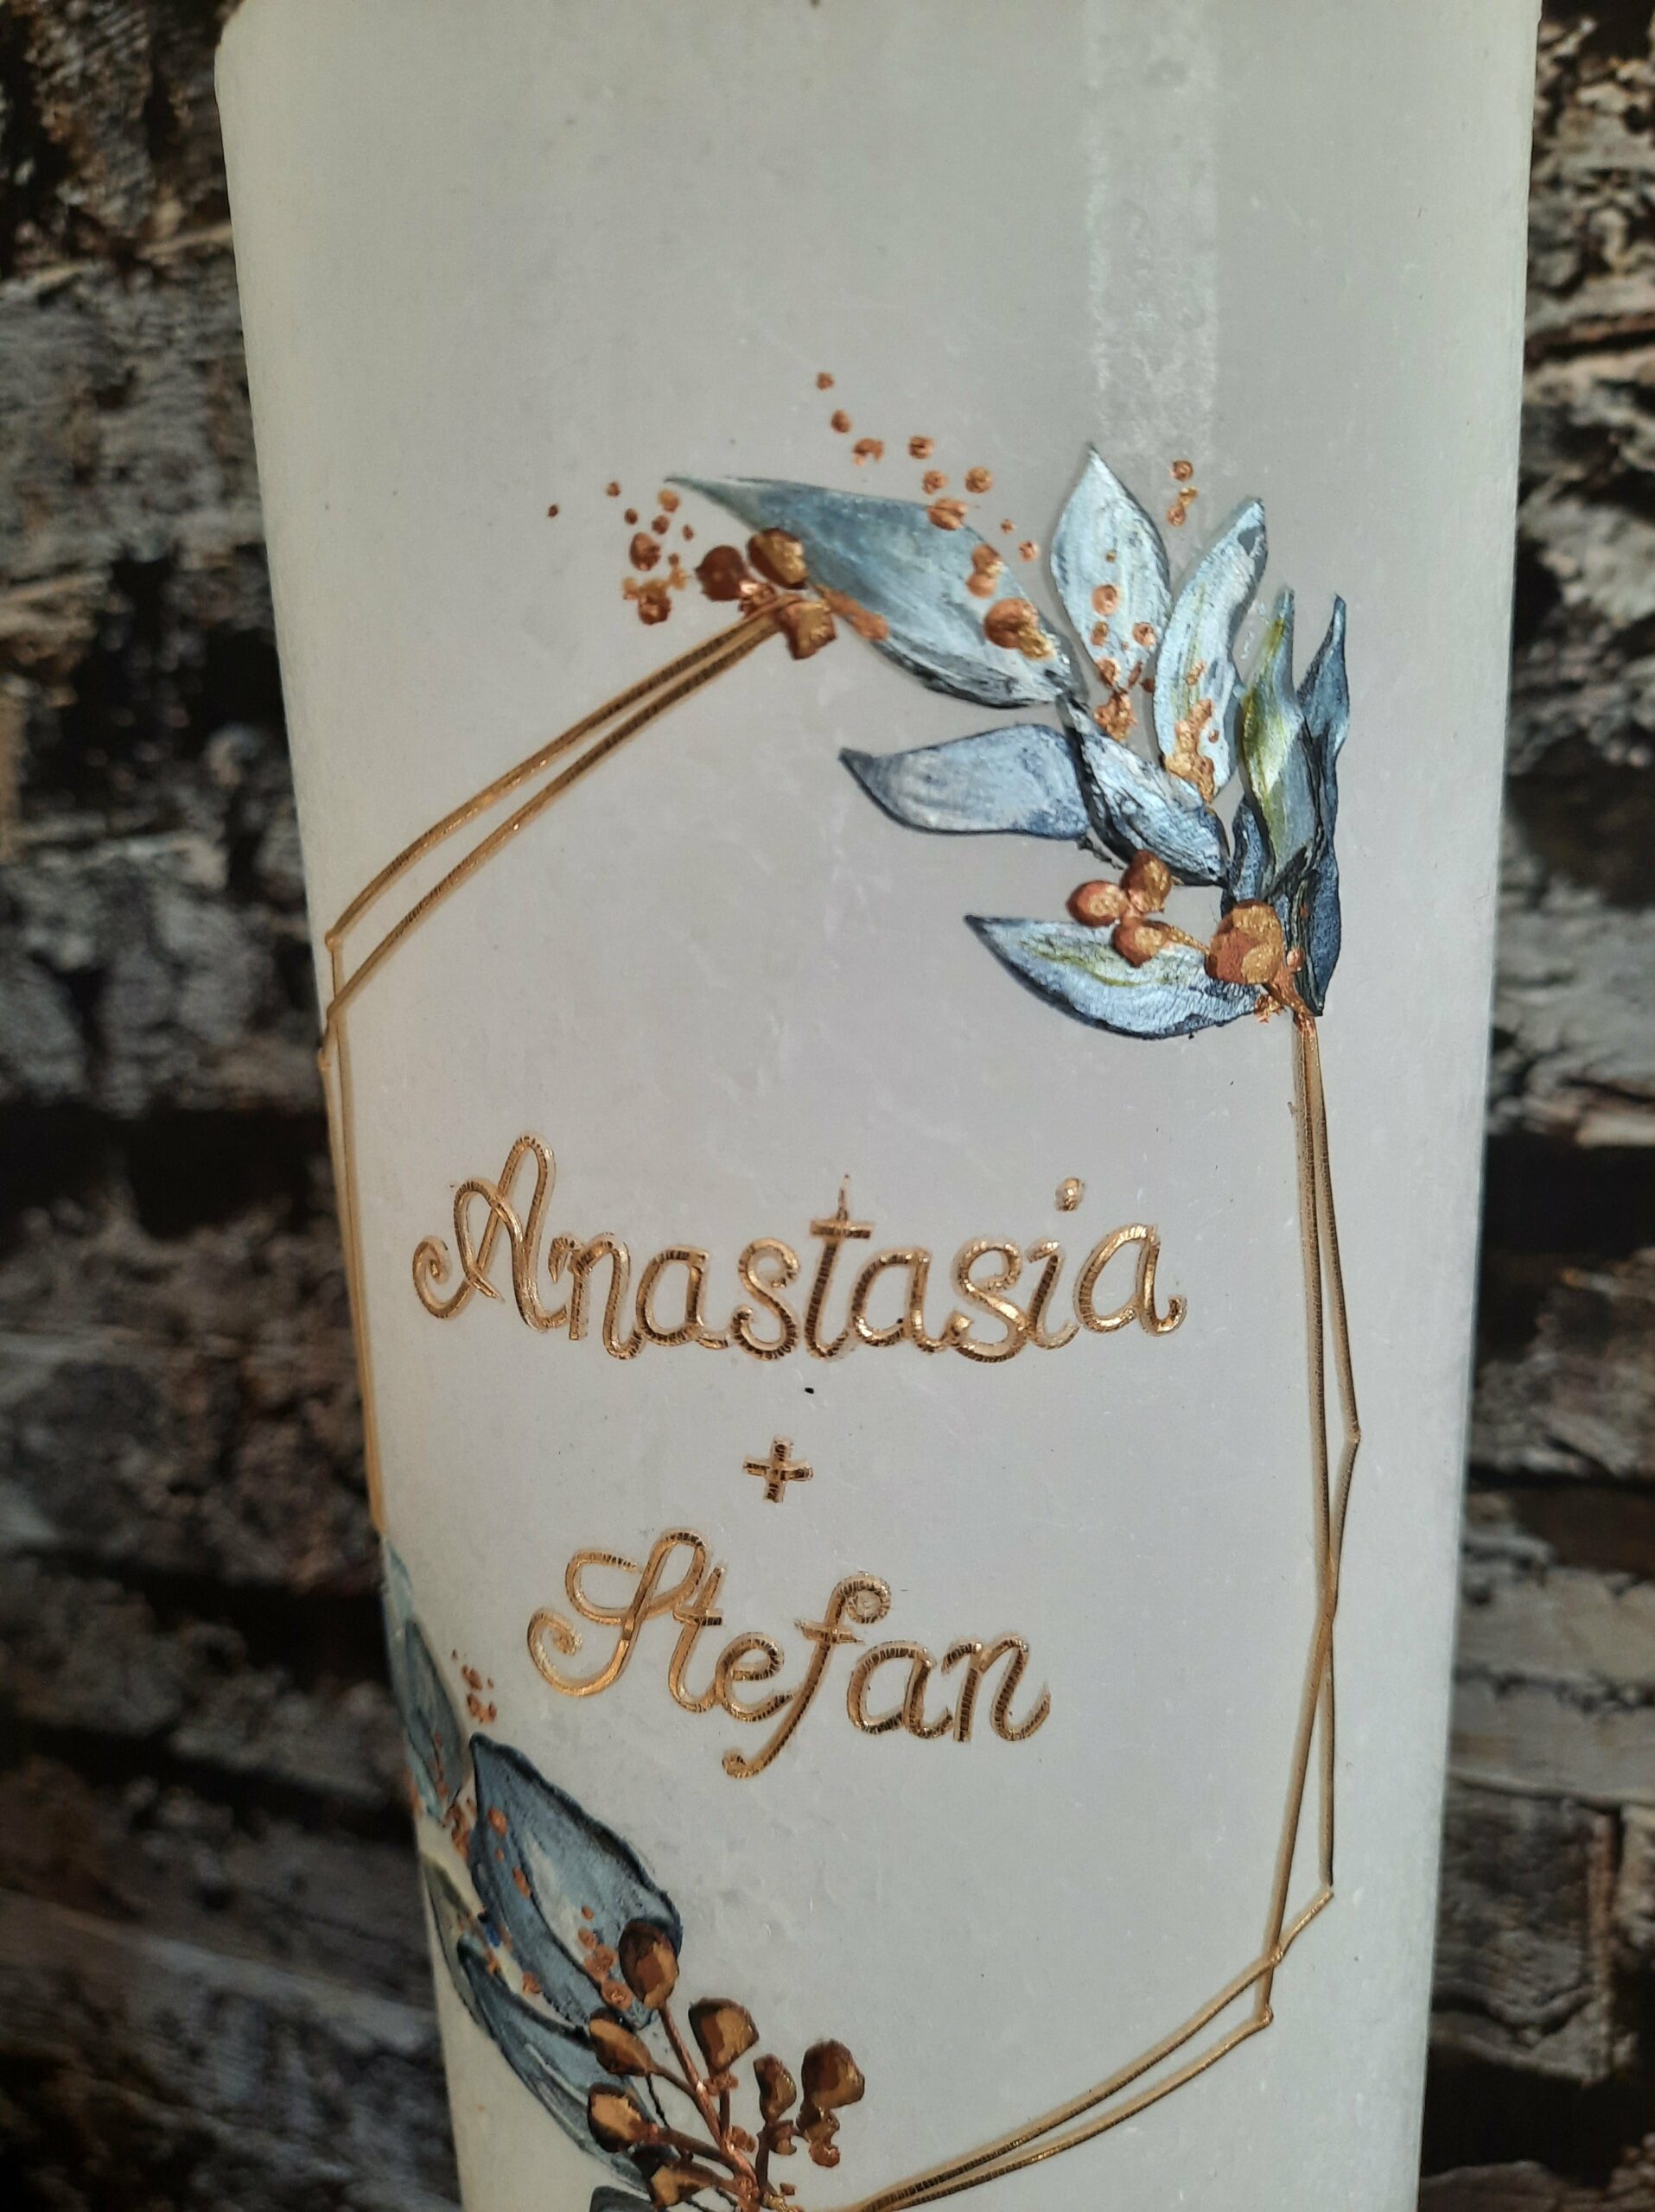 Anastasia
+
Stefan